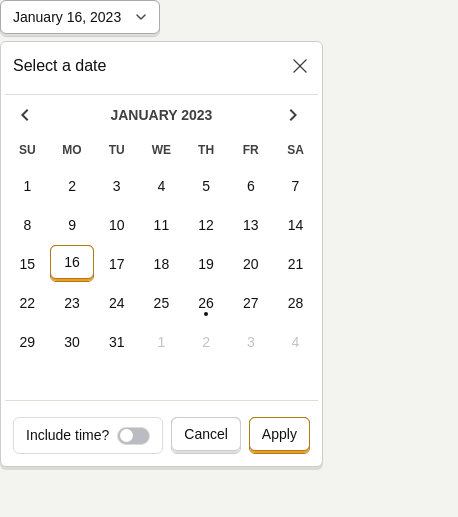 January 16, 2023
Select a date
JANUARY 2023
SU MO TU WE TH FR SA
1 2 3 4 5 6 7
8 9 10 11 12 13 14
15 16 17 18 19 20 21
22 23 24 25 26 27 28
29 30 31 1 2 3 4
Include time? Cancel Apply